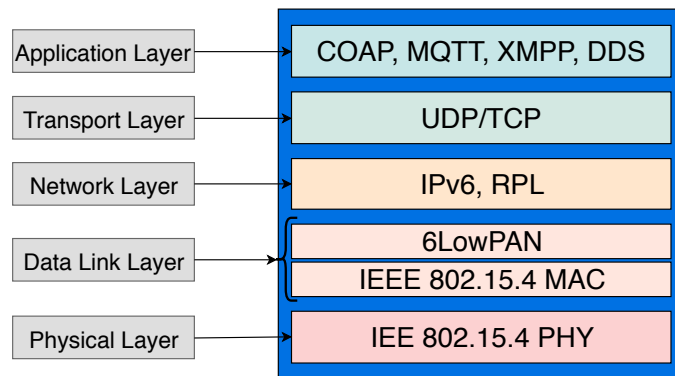 Application Layer
COAP, MQTT, XMPP, DDS
Transport Layer
UDP/TCP
Network Layer
IPv6, RPL
Data Link Layer
6LowPAN
IEEE 802.15.4 MAC
Physical Layer
IEE 802.15.4 PHY